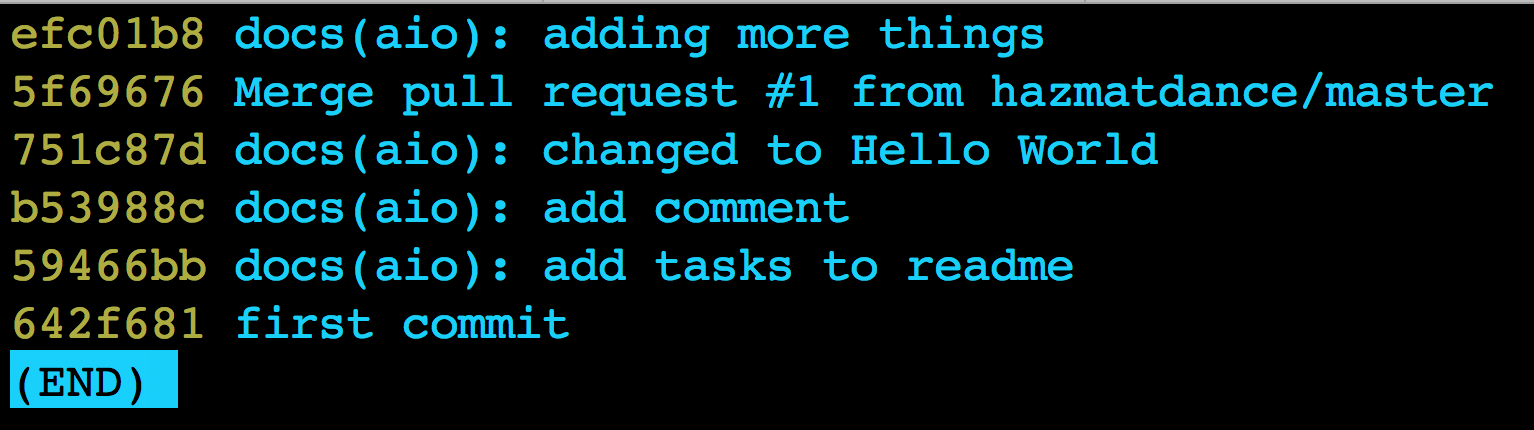 efc01b8 docs(aio): adding more things
5f69676 Merge pull request #1 from hazmatdance/master
751c87d docs(aio): changed to Hello World
b53988c docs(aio): add comment
59466bb docs(aio): add tasks to readme
642f681 first commit
(END)